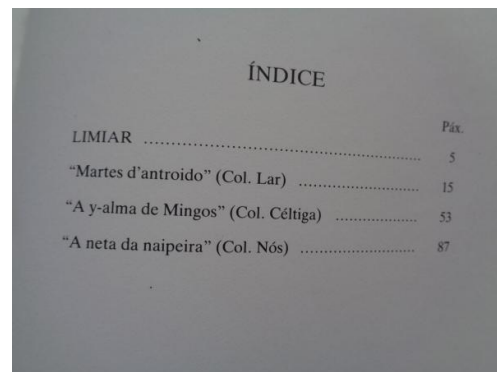 ÍNDICE
Páx.
LIMIAR ........................................................ 5
“Martes d’antroido” (Col. Lar) ........................ 15
“A y-alma de Mingos” (Col. Céltiga) ................ 53
“A neta da naipeira” (Col. Nós) ....................... 87